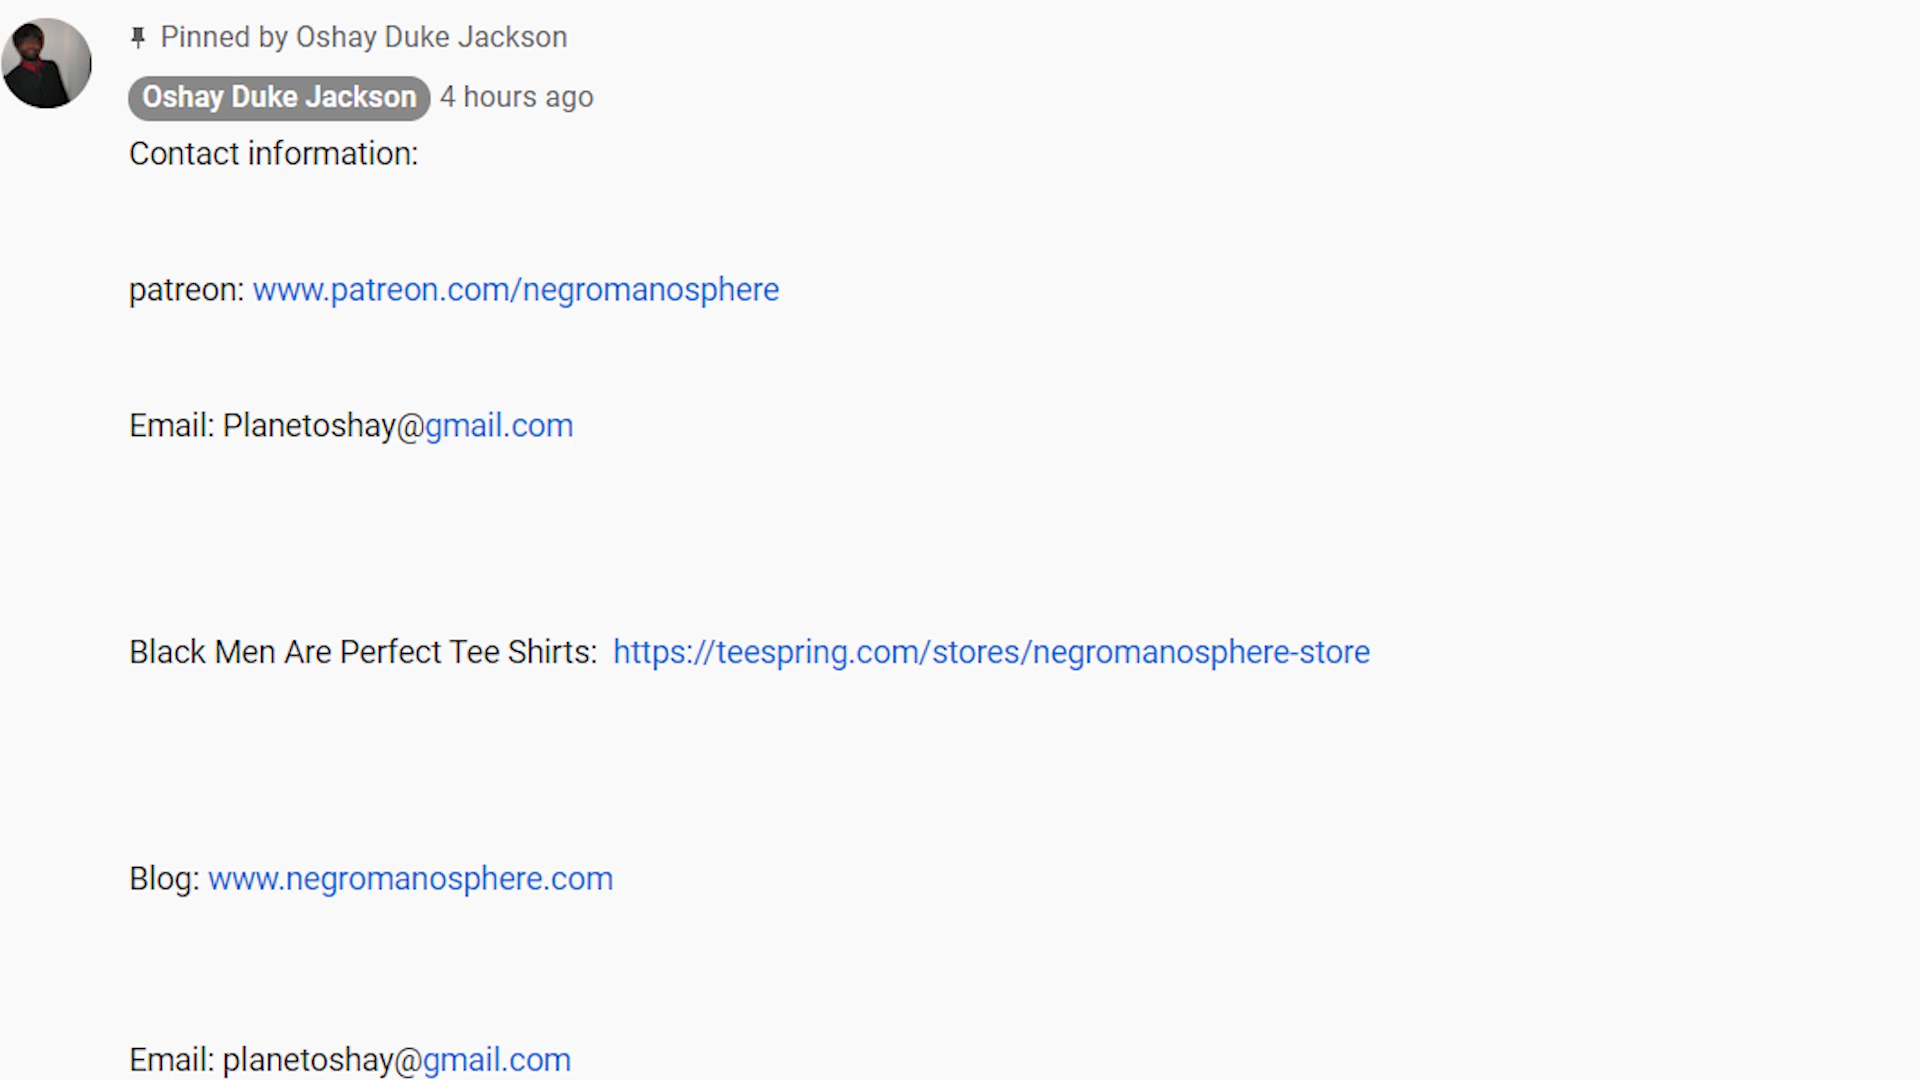 Pinned by Oshay Duke Jackson
Oshay Duke Jackson 4 hours ago
Contact information:
patreon: www.patreon.com/negromanosphere
Email: Planetoshay@gmail.com
Black Men Are Perfect Tee Shirts:  https://teespring.com/stores/negromanosphere-store
Blog: www.negromanosphere.com
Email: planetoshay@gmail.com